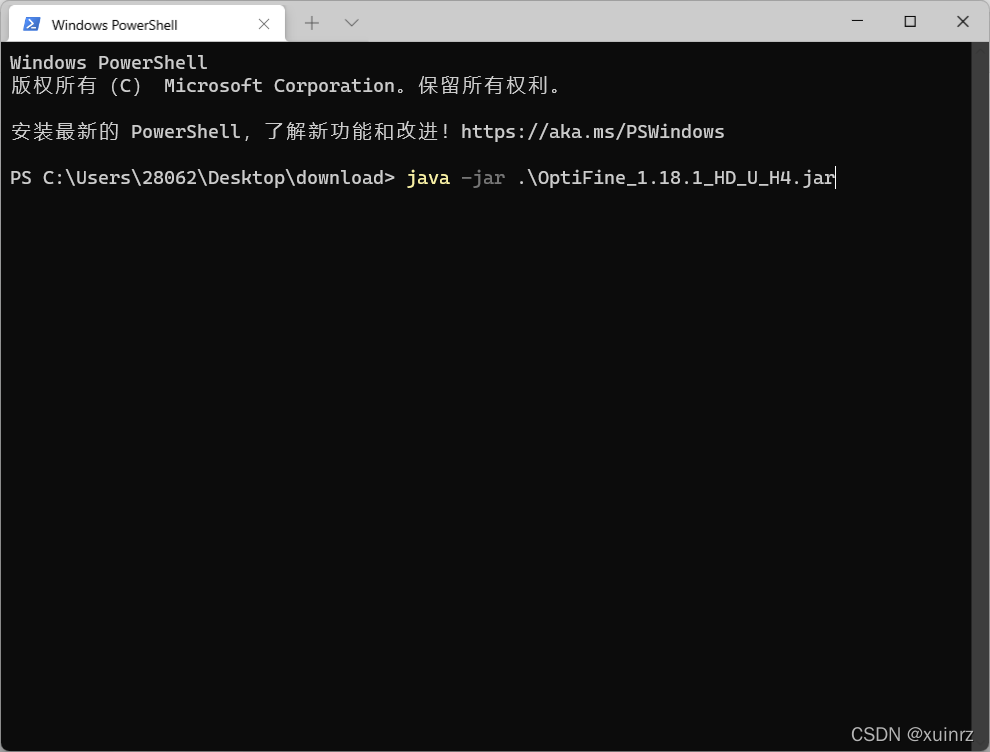 Windows PowerShell
Windows PowerShell
版权所有 (C) Microsoft Corporation。保留所有权利。
安装最新的 PowerShell，了解新功能和改进！https://aka.ms/PSWindows
PS C:\Users\28062\Desktop\download> java -jar .\OptiFine_1.18.1_HD_U_H4.jar
CSDN @xuinrz